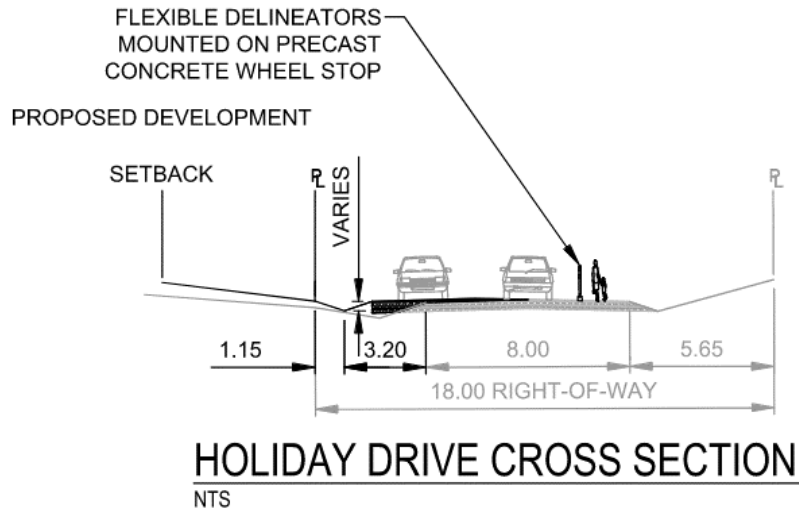 FLEXIBLE DELINEATORS
MOUNTED ON PRECAST
CONCRETE WHEEL STOP
PROPOSED DEVELOPMENT
SETBACK
PL
VARIES
PL
1.15
3.20
8.00
5.65
18.00 RIGHT-OF-WAY
HOLIDAY DRIVE CROSS SECTION
NTS